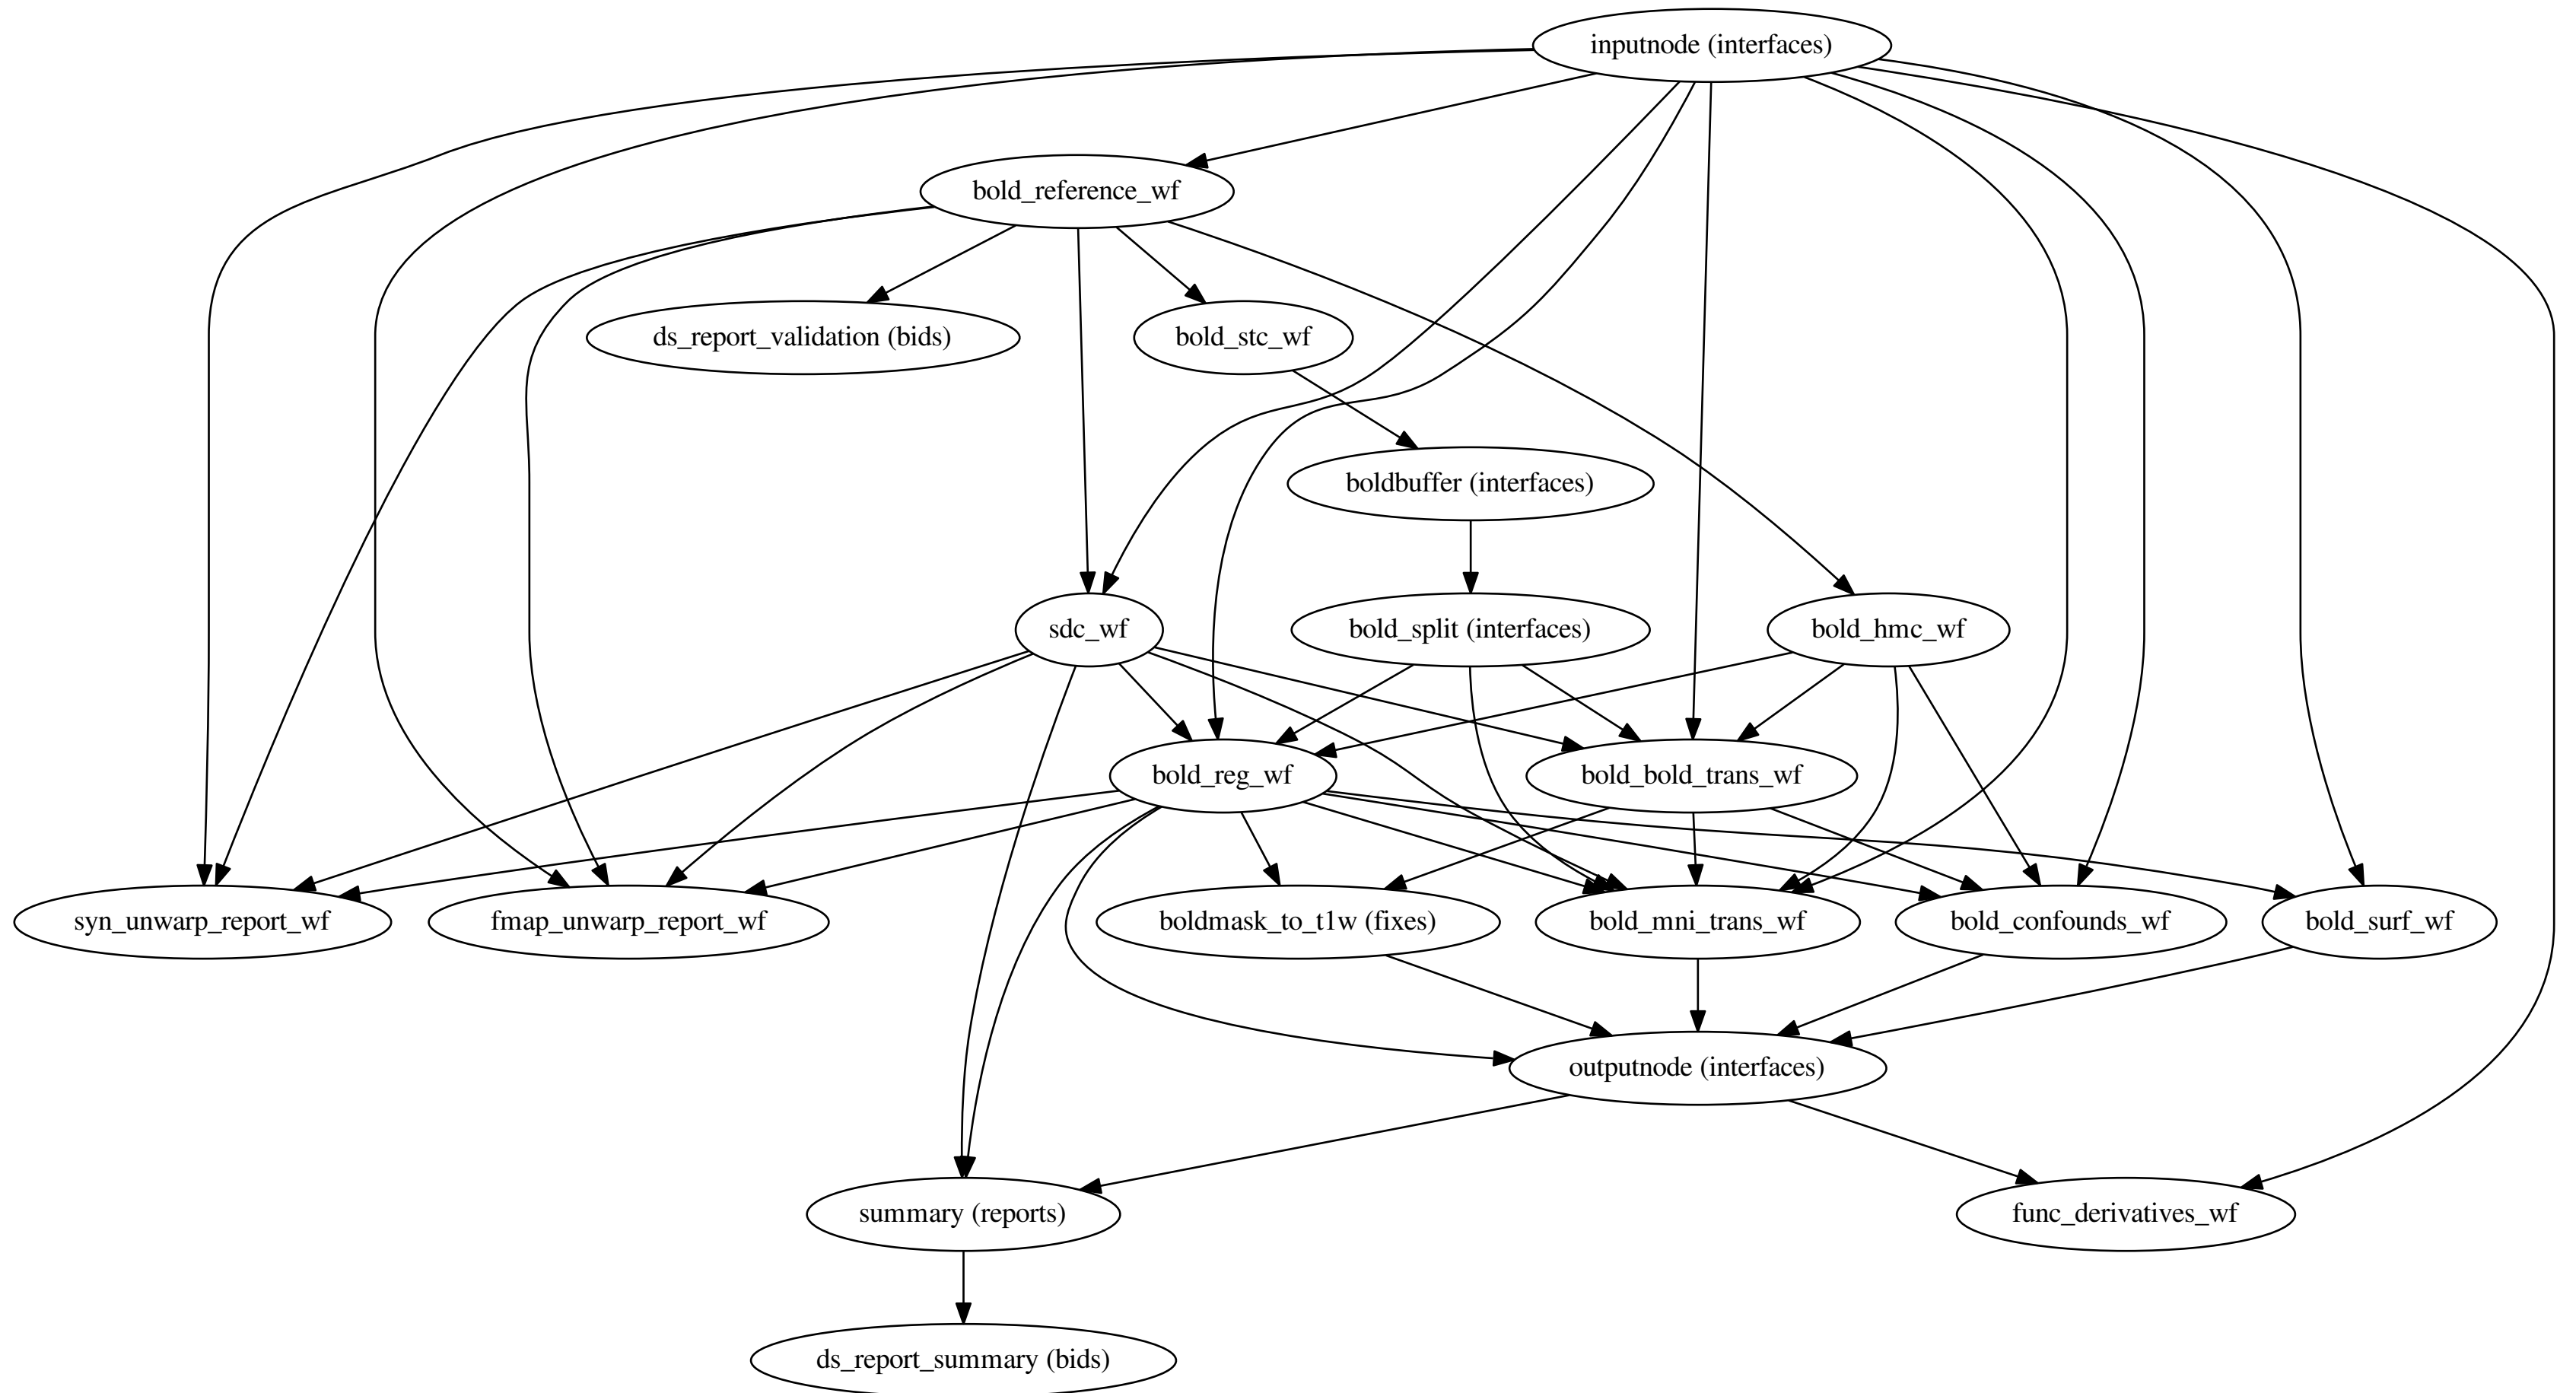 inputnode (interfaces)
bold_reference_wf
ds_report_validation (bids)
bold_stc_wf
boldbuffer (interfaces)
sdc_wf
bold_split (interfaces)
bold_hmc_wf
bold_reg_wf
bold_bold_trans_wf
syn_unwarp_report_wf
fmap_unwarp_report_wf
boldmask_to_t1w (fixes)
bold_mni_trans_wf
bold_confounds_wf
bold_surf_wf
outputnode (interfaces)
summary (reports)
func_derivatives_wf
ds_report_summary (bids)